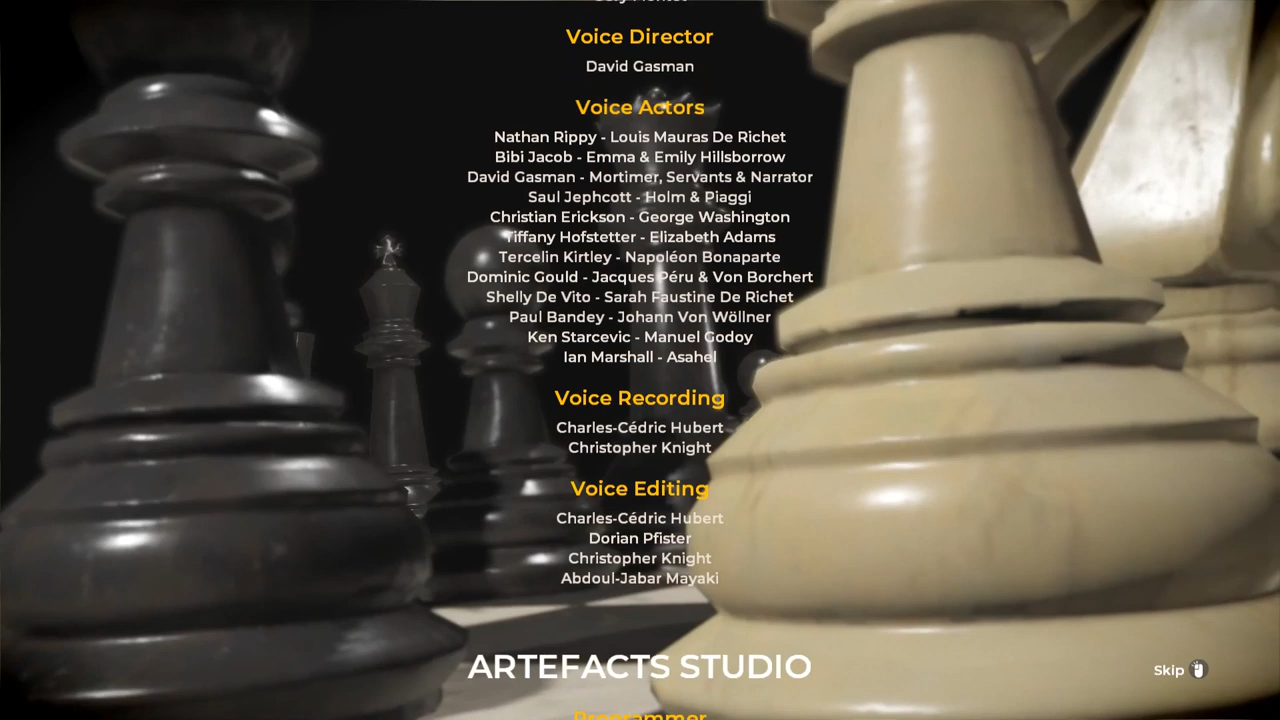 Voice Director
David Gasman
Voice Actors
Nathan Rippy - Louis Mauras De Richet
Bibi Jacob - Emma & Emily Hillsborrow
David Gasman - Mortimer, Servants & Narrator
Saul Jephcott - Holm & Piaggi
Christian Erickson - George Washington
Tiffany Hofstetter - Elizabeth Adams
Tercelin Kirtley - Napoléon Bonaparte
Dominic Gould - Jacques Péru & Von Borchert
Shelly De Vito - Sarah Faustine De Richet
Paul Bandey - Johann Von Wöllner
Ken Starcevic - Manuel Godoy
Ian Marshall - Asahel
Voice Recording
Charles-Cédric Hubert
Christopher Knight
Voice Editing
Charles-Cédric Hubert
Dorian Pfister
Christopher Knight
Abdoul-Jabar Mayaki
ARTEFACTS STUDIO
Skip
Programmer